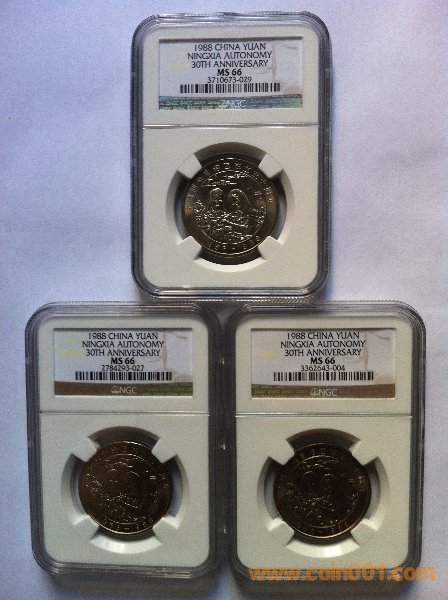 1988 CHINA YUAN
NINGXIA AUTONOMY
30TH ANNIVERSARY
MS 66
3710673-029
NGC
1988 CHINA YUAN
NINGXIA AUTONOMY
30TH ANNIVERSARY
MS 66
2784293-027
NGC
1988 CHINA YUAN
NINGXIA AUTONOMY
30TH ANNIVERSARY
MS 66
3362643-004
NGC
www.coin001.com